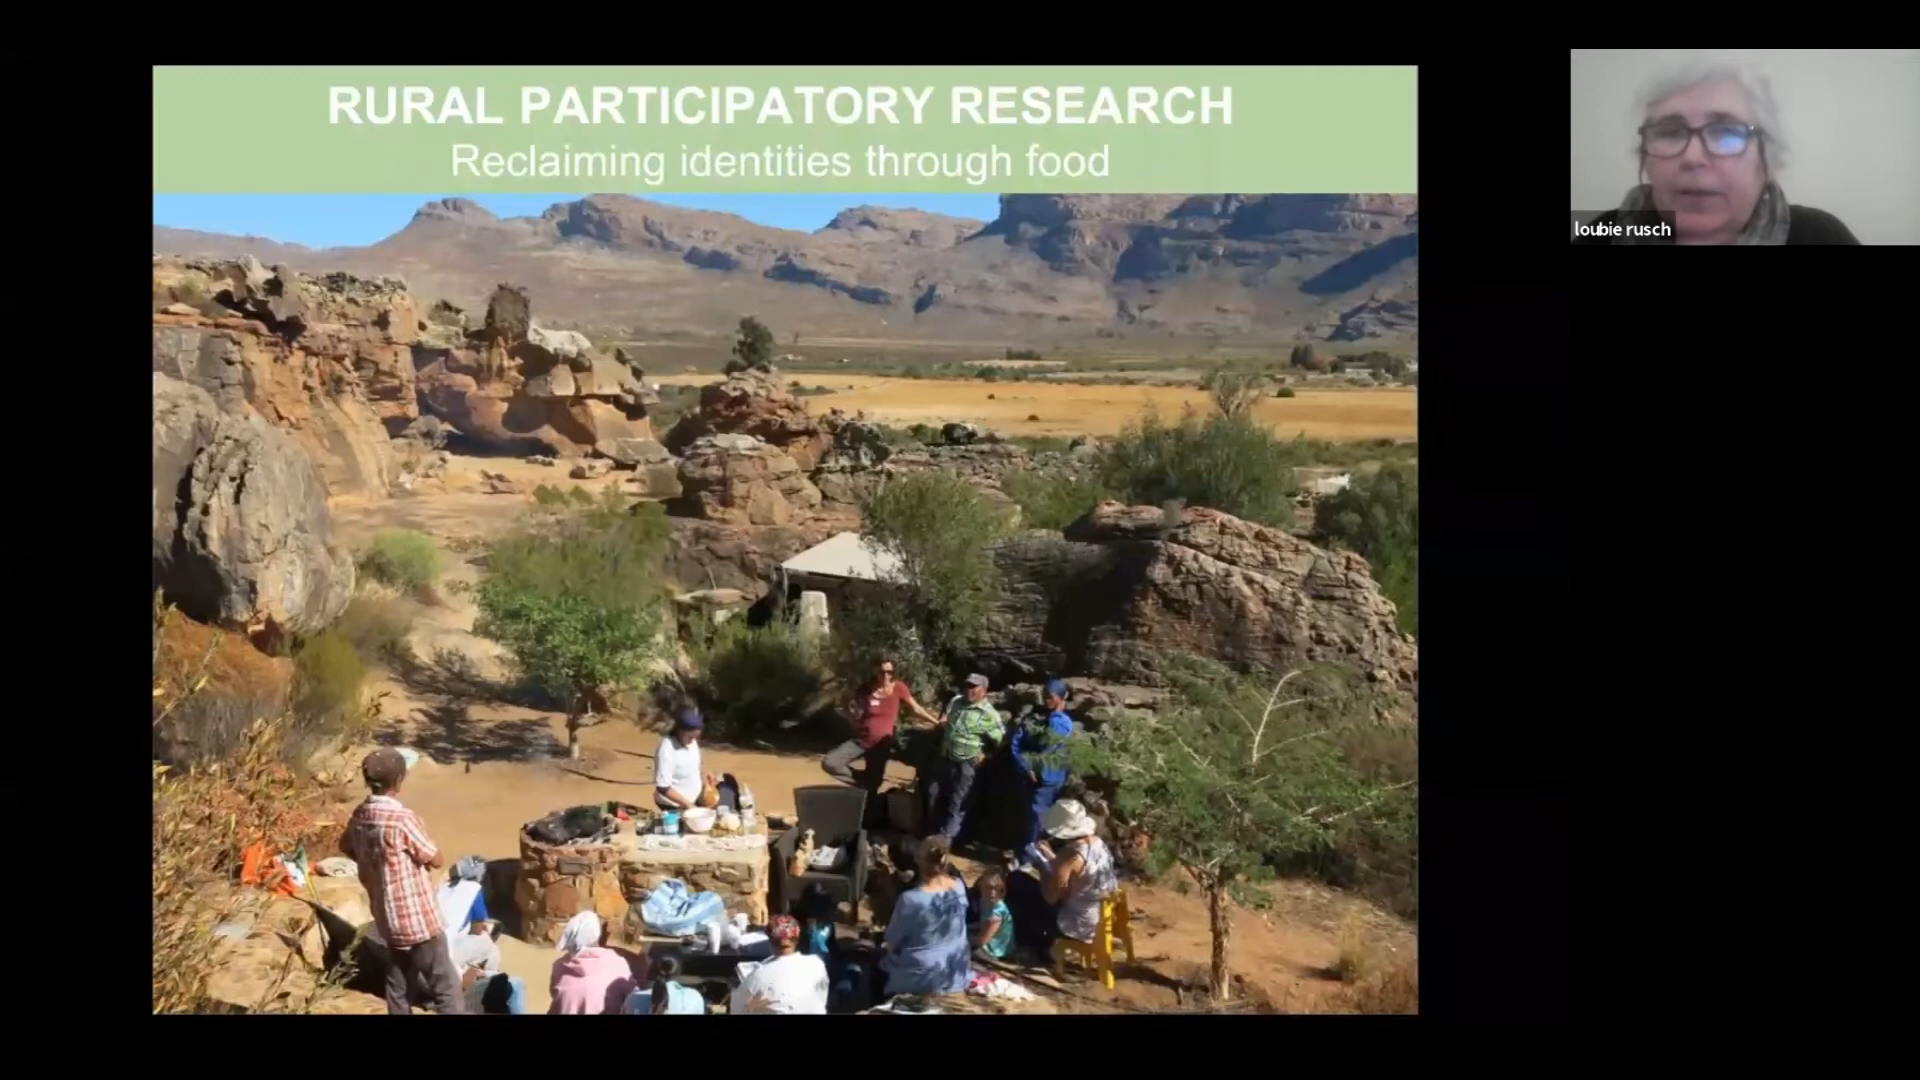 RURAL PARTICIPATORY RESEARCH
Reclaiming identities through food
loubie rusch